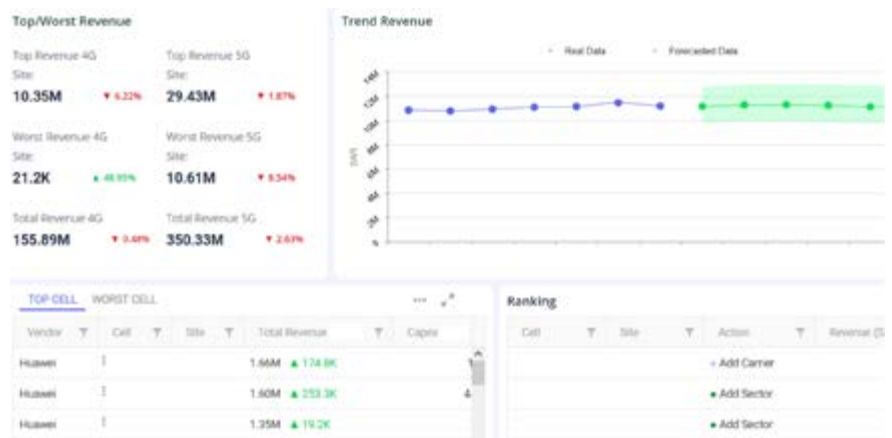 Top/Worst Revenue
Top Revenue 4G
Site:
10.35M ▼ 6.22%
Top Revenue 5G
Site:
29.43M ▼ 1.87%
Worst Revenue 4G
Site:
21.2K ▲ 48.95%
Worst Revenue 5G
Site:
10.61M ▼ 8.54%
Total Revenue 4G
155.89M ▼ 0.48%
Total Revenue 5G
350.33M ▼ 2.63%
Trend Revenue
Real Data Forecasted Data
14M
12M
10M
8M
6M
4M
2M
0
TOP CELL WORST CELL
Vendor Cell Site Total Revenue Capex
Huawei 1.66M ▲ 174.8K
Huawei 1.60M ▲ 253.3K 4
Huawei 1.35M ▲ 19.2K
Ranking
Cell Site Action Revenue
Add Carrier
Add Sector
Add Sector